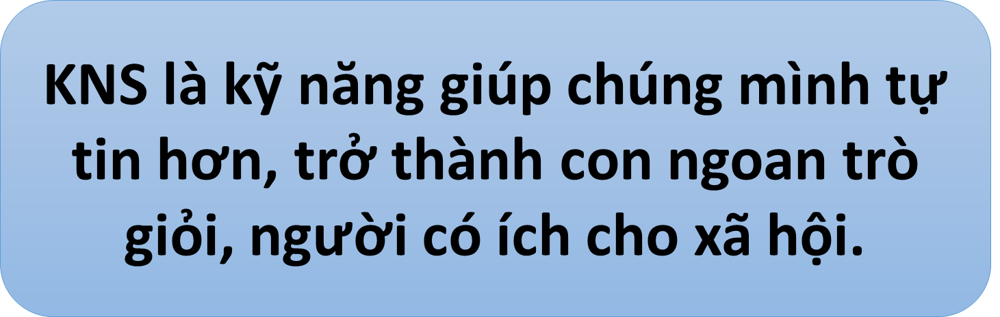 KNS là kỹ năng giúp chúng mình tự
tin hơn, trở thành con ngoan trò
giỏi, người có ích cho xã hội.